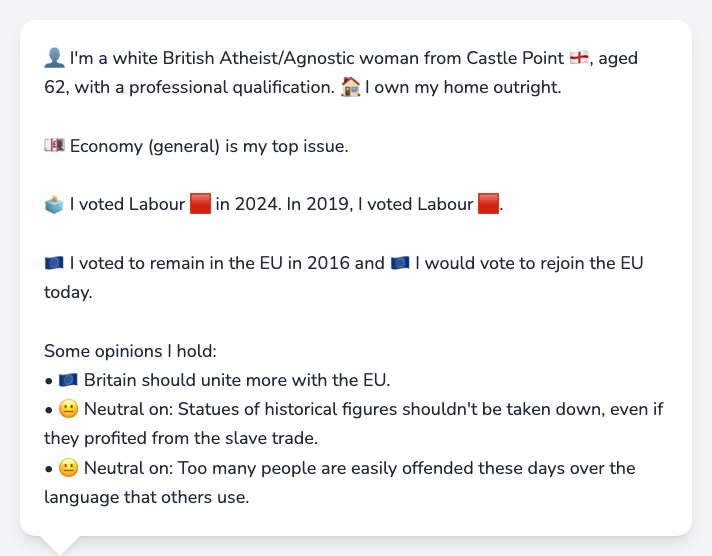 👤 I'm a white British Atheist/Agnostic woman from Castle Point 🏴󠁧󠁢󠁥󠁮󠁧󠁿, aged
62, with a professional qualification. 🏠 I own my home outright.
💷 Economy (general) is my top issue.
🗳️ I voted Labour 🟥 in 2024. In 2019, I voted Labour 🟥.
🇪🇺 I voted to remain in the EU in 2016 and 🇪🇺 I would vote to rejoin the EU
today.
Some opinions I hold:
• 🇪🇺 Britain should unite more with the EU.
• 😐 Neutral on: Statues of historical figures shouldn't be taken down, even if
they profited from the slave trade.
• 😐 Neutral on: Too many people are easily offended these days over the
language that others use.